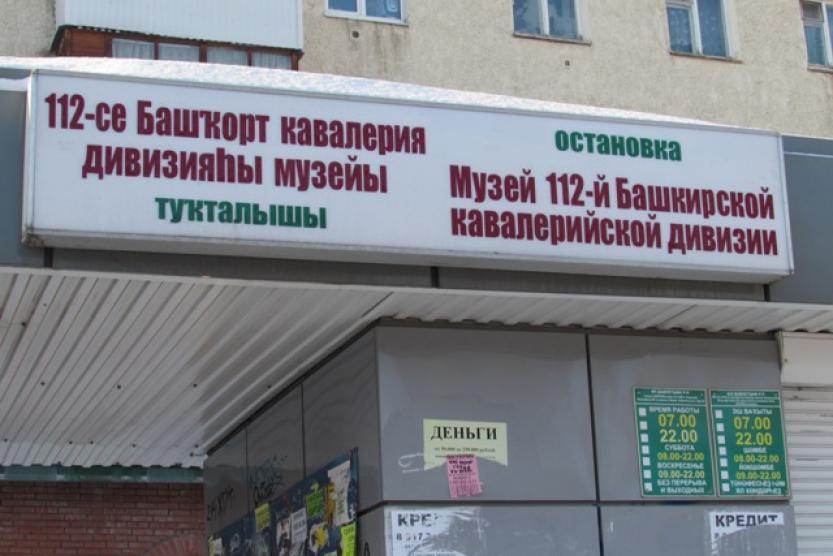 112-се Башҡорт кавалерия
дивизияһы музейы
туҡталышы
остановка
Музей 112-й Башкирской
кавалерийской дивизии
ДЕНЬГИ
ВРЕМЯ РАБОТЫ
07.00
22.00
СУББОТА
08.00-22.00
ВОСКРЕСЕНЬЕ
09.00-22.00
БЕЗ ПЕРЕРЫВА
И ВЫХОДНЫХ
ЭШ ВАҠЫТЫ
07.00
22.00
08.00-22.00
09.00-22.00
КРЕ
КРЕДИТ